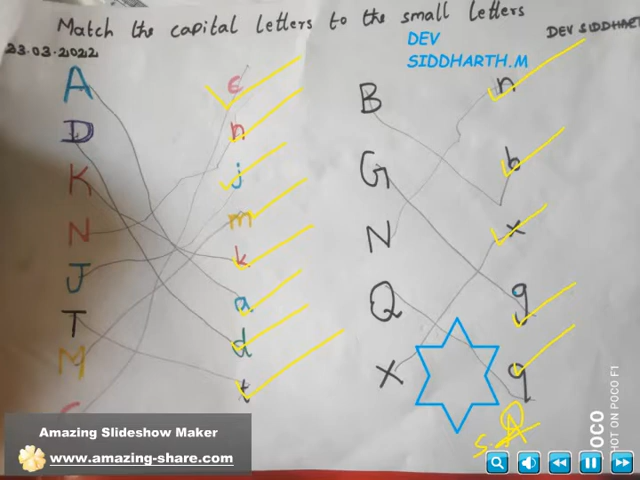 Match the capital letters to the small letters
23.03.2022
DEV SIDDHARTH
DEV
SIDDHARTH.M
A c
D n
K j
N m
J k
T a
M d
C t
B n
G b
N x
Q g
X q
SHOT ON POCO F1
POCO
Amazing Slideshow Maker
www.amazing-share.com